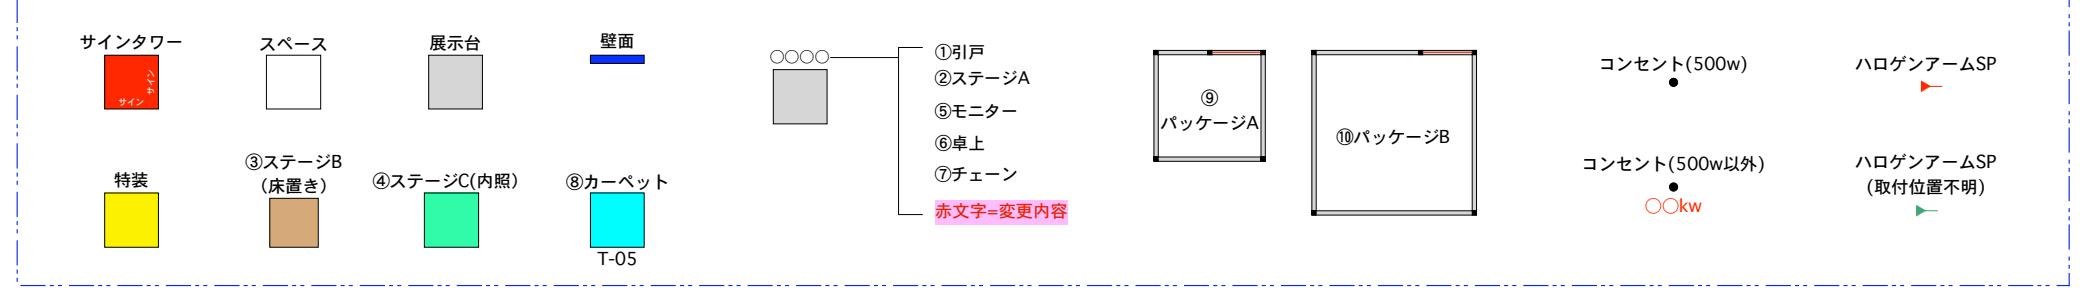 サインタワー
サイン
サイン
スペース
展示台
壁面
特装
③ステージB
（床置き）
④ステージC(内照）
⑧カーペット
T-05
○○○○
①引戸
②ステージA
⑤モニター
⑥卓上
⑦チェーン
赤文字=変更内容
⑨
パッケージA
⑩パッケージB
コンセント(500w)
コンセント(500w以外)
○○kw
ハロゲンアームSP
ハロゲンアームSP
(取付位置不明)